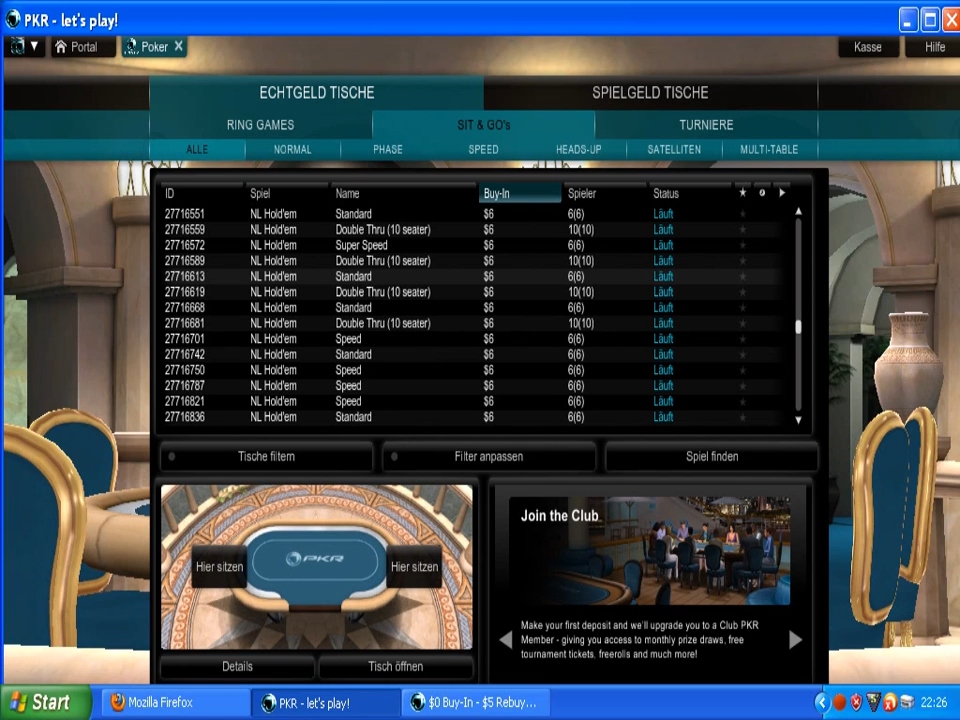 PKR - let's play!
Portal Poker Kasse Hilfe
ECHTGELD TISCHE SPIELGELD TISCHE
RING GAMES SIT & GO's TURNIERE
ALLE NORMAL PHASE SPEED HEADS-UP SATELLITEN MULTI-TABLE
ID Spiel Name Buy-In Spieler Status
27716551 NL Hold'em Standard $6 6(6) Läuft
27716559 NL Hold'em Double Thru (10 seater) $6 10(10) Läuft
27716572 NL Hold'em Super Speed $6 6(6) Läuft
27716589 NL Hold'em Double Thru (10 seater) $6 10(10) Läuft
27716613 NL Hold'em Standard $6 6(6) Läuft
27716619 NL Hold'em Double Thru (10 seater) $6 10(10) Läuft
27716668 NL Hold'em Standard $6 6(6) Läuft
27716681 NL Hold'em Double Thru (10 seater) $6 10(10) Läuft
27716701 NL Hold'em Speed $6 6(6) Läuft
27716742 NL Hold'em Standard $6 6(6) Läuft
27716750 NL Hold'em Speed $6 6(6) Läuft
27716787 NL Hold'em Speed $6 6(6) Läuft
27716821 NL Hold'em Speed $6 6(6) Läuft
27716836 NL Hold'em Standard $6 6(6) Läuft
Tische filtern Filter anpassen Spiel finden
Hier sitzen PKR Hier sitzen
Details Tisch öffnen
Join the Club
Make your first deposit and we'll upgrade you to a Club PKR
Member - giving you access to monthly prize draws, free
tournament tickets, freerolls and much more!
Start Mozilla Firefox PKR - let's play! $0 Buy-In - $5 Rebuy... 22:26